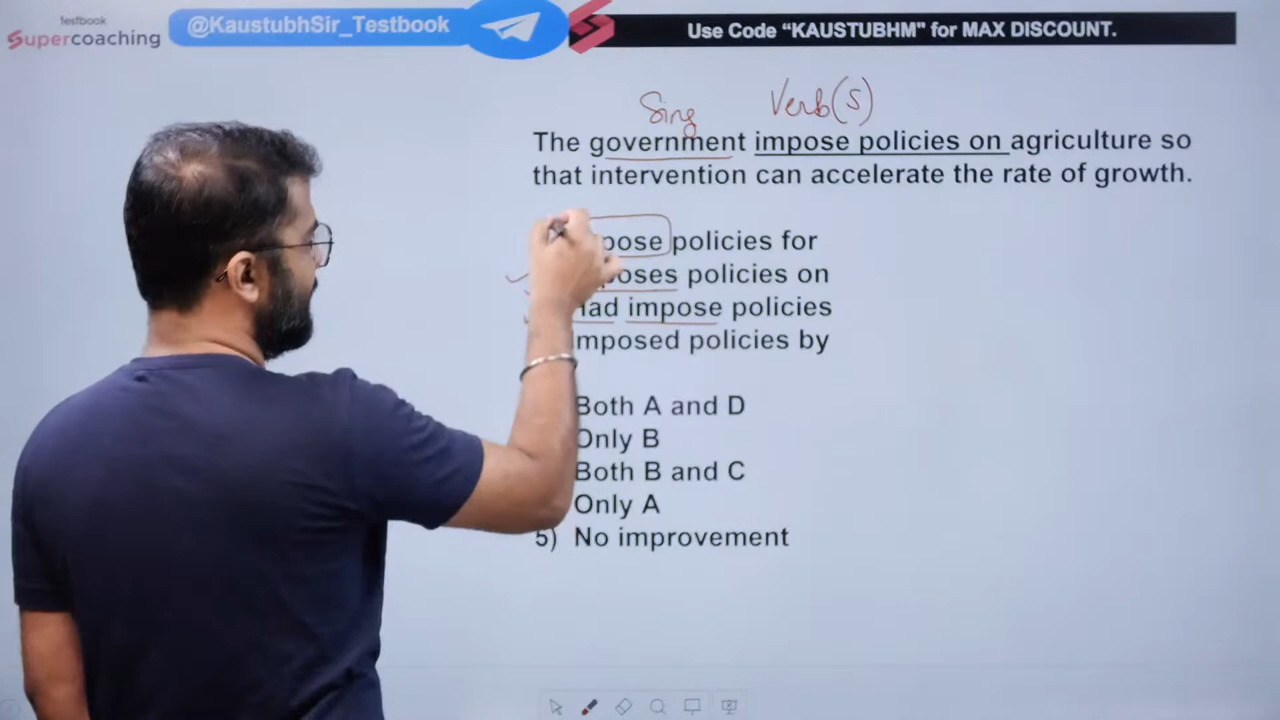 testbook
Supercoaching
@KaustubhSir_Testbook
Use Code “KAUSTUBHM" for MAX DISCOUNT.
Sing Verb(s)
The government impose policies on agriculture so
that intervention can accelerate the rate of growth.
policies for
policies on
impose policies
policies by
Both A and D
Only B
Both B and C
Only A
5) No improvement